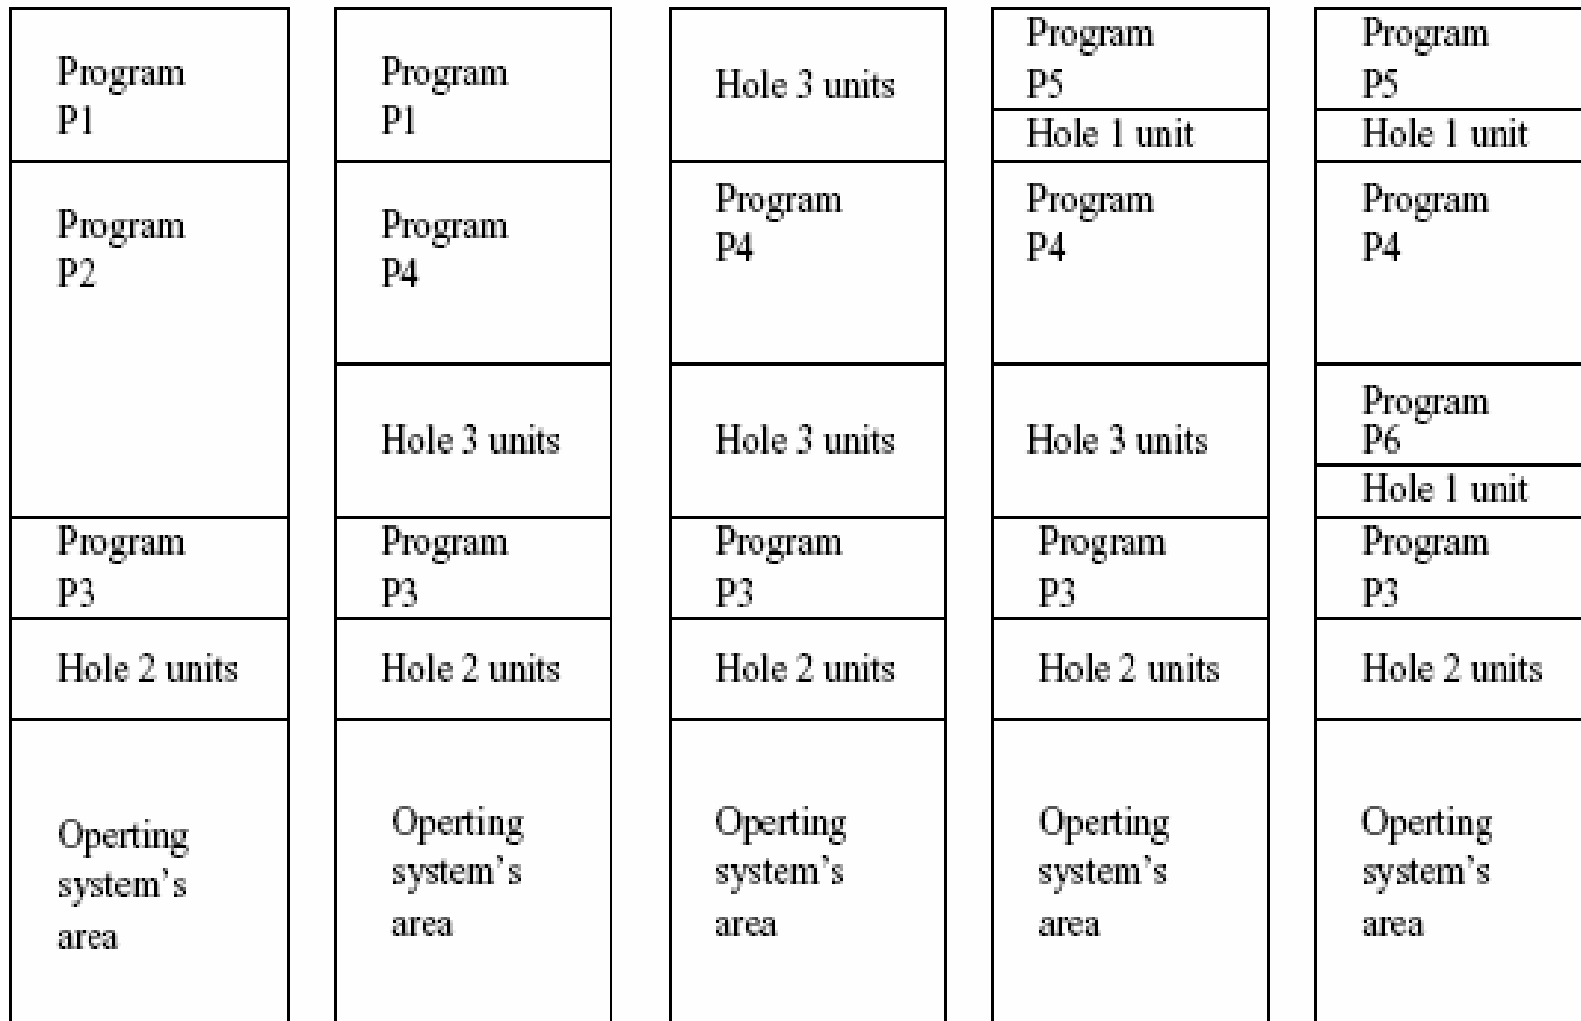 Program
P1
Program
P2
Program
P3
Hole 2 units
Operting
system’s
area
Program
P1
Program
P4
Hole 3 units
Program
P3
Hole 2 units
Operting
system’s
area
Hole 3 units
Program
P4
Hole 3 units
Program
P3
Hole 2 units
Operting
system’s
area
Program
P5
Hole 1 unit
Program
P4
Hole 3 units
Program
P3
Hole 2 units
Operting
system’s
area
Program
P5
Hole 1 unit
Program
P4
Program
P6
Hole 1 unit
Program
P3
Hole 2 units
Operting
system’s
area